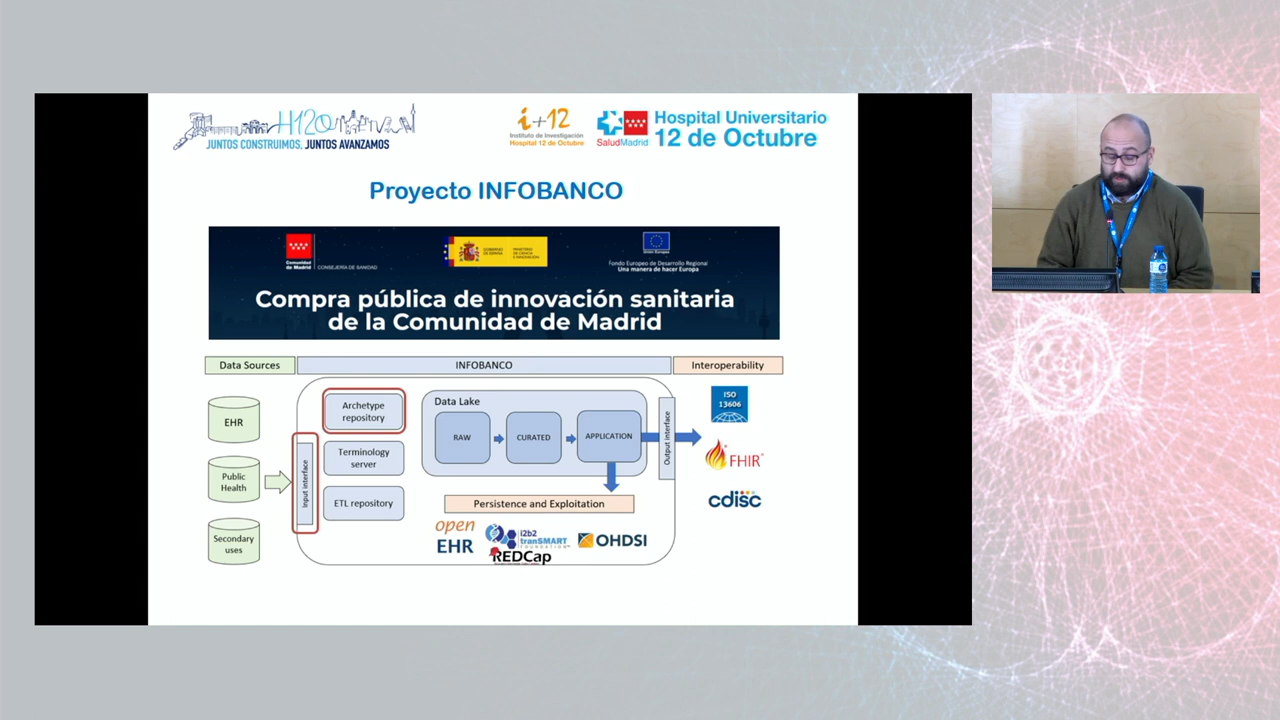 H12O
JUNTOS CONSTRUIMOS, JUNTOS AVANZAMOS
i+12
Instituto de Investigación
Hospital 12 de Octubre
SaludMadrid
Hospital Universitario
12 de Octubre
Proyecto INFOBANCO
Comunidad
de Madrid
CONSEJERÍA DE SANIDAD
GOBIERNO
DE ESPAÑA
MINISTERIO
DE CIENCIA
E INNOVACIÓN
Unión Europea
Fondo Europeo de Desarrollo Regional
Una manera de hacer Europa
Compra pública de innovación sanitaria
de la Comunidad de Madrid
Data Sources
INFOBANCO
Interoperability
EHR
Public
Health
Secondary
uses
Input interface
Archetype
repository
Terminology
server
ETL repository
Data Lake
RAW
CURATED
APPLICATION
Output interface
Persistence and Exploitation
open
EHR
i2b2
tranSMART
FOUNDATION
REDCap
OHDSI
ISO
13606
FHIR
cdisc